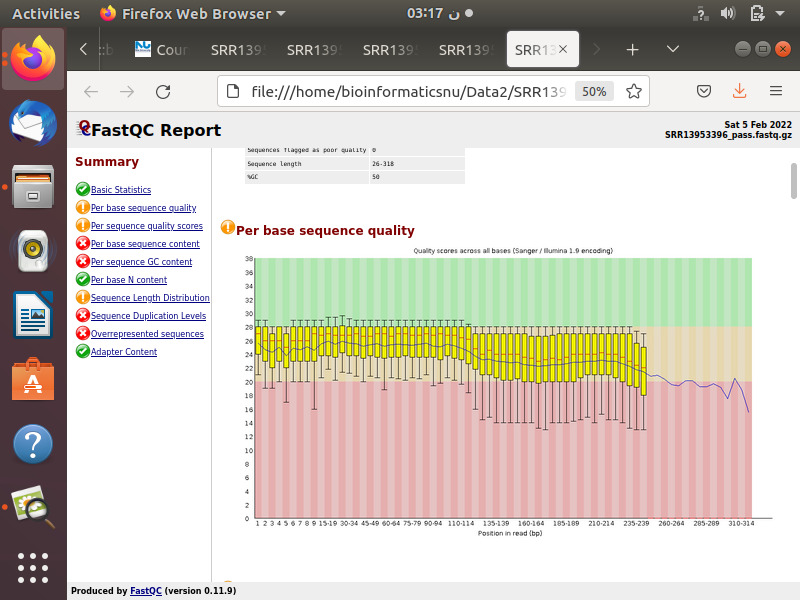 Activities
Firefox Web Browser
03:17 ن
Cour
SRR1395
SRR1395
SRR1395
SRR1395
SRR13
file:///home/bioinformaticsnu/Data2/SRR139
50%
FastQC Report
Sat 5 Feb 2022
SRR13953396_pass.fastq.gz
Summary
Basic Statistics
Per base sequence quality
Per sequence quality scores
Per base sequence content
Per sequence GC content
Per base N content
Sequence Length Distribution
Sequence Duplication Levels
Overrepresented sequences
Adapter Content
Sequences flagged as poor quality 0
Sequence length 26-318
%GC 50
Per base sequence quality
Quality scores across all bases (Sanger / Illumina 1.9 encoding)
38
36
34
32
30
28
26
24
22
20
18
16
14
12
10
8
6
4
2
0
1 2 3 4 5 6 7 8 9 15-19 30-34 45-49 60-64 75-79 90-94 110-114 135-139 160-164 185-189 210-214 235-239 260-264 285-289 310-314
Position in read (bp)
Produced by FastQC (version 0.11.9)